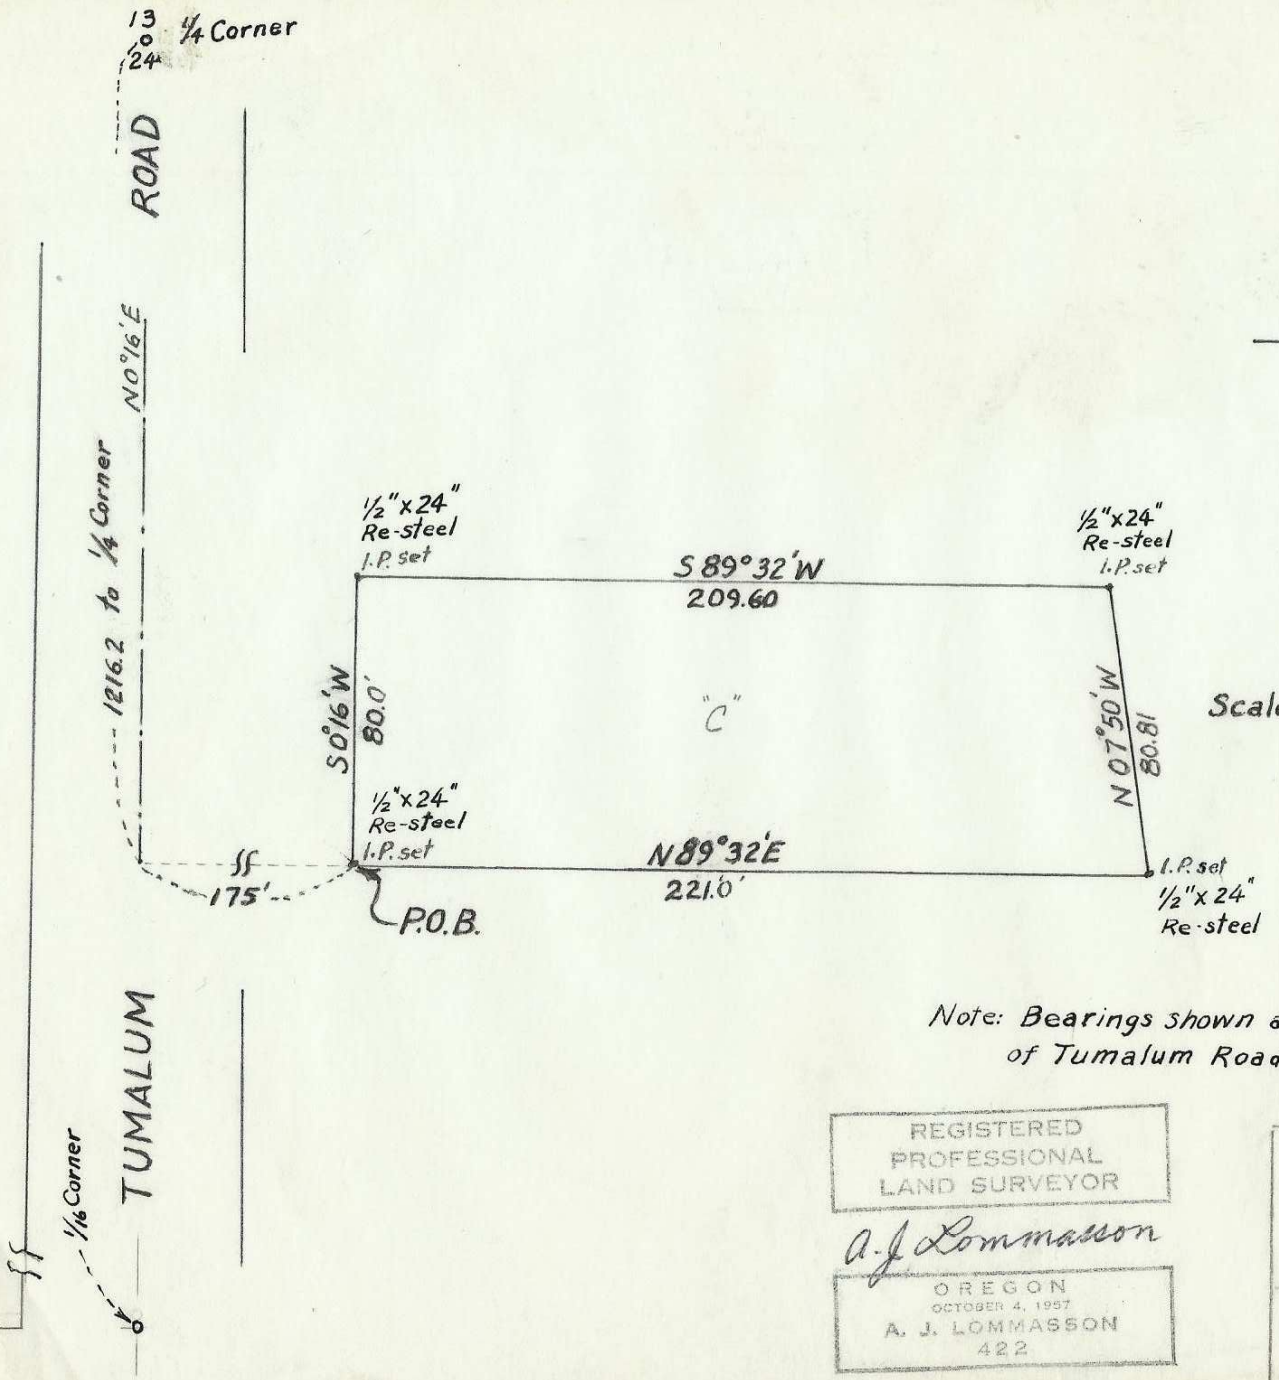 13
1/4 Corner
24
ROAD
N0°16'E
1216.2 to 1/4 Corner
1/2"x24"
Re-steel
I.P. set
1/2"x24"
Re-steel
I.P. set
S 89°32'W
209.60
S0°16'W
80.0'
"C"
N 07°50'W
80.81
Scale
1/2"x24"
Re-steel
I.P. set
N 89°32'E
221.0'
I.P. set
1/2"x24"
Re-steel
175'
P.O.B.
TUMALUM
1/16 Corner
Note: Bearings shown a
of Tumalum Road
REGISTERED
PROFESSIONAL
LAND SURVEYOR
A. J. Lommasson
OREGON
OCTOBER 4, 1957
A. J. LOMMASSON
422